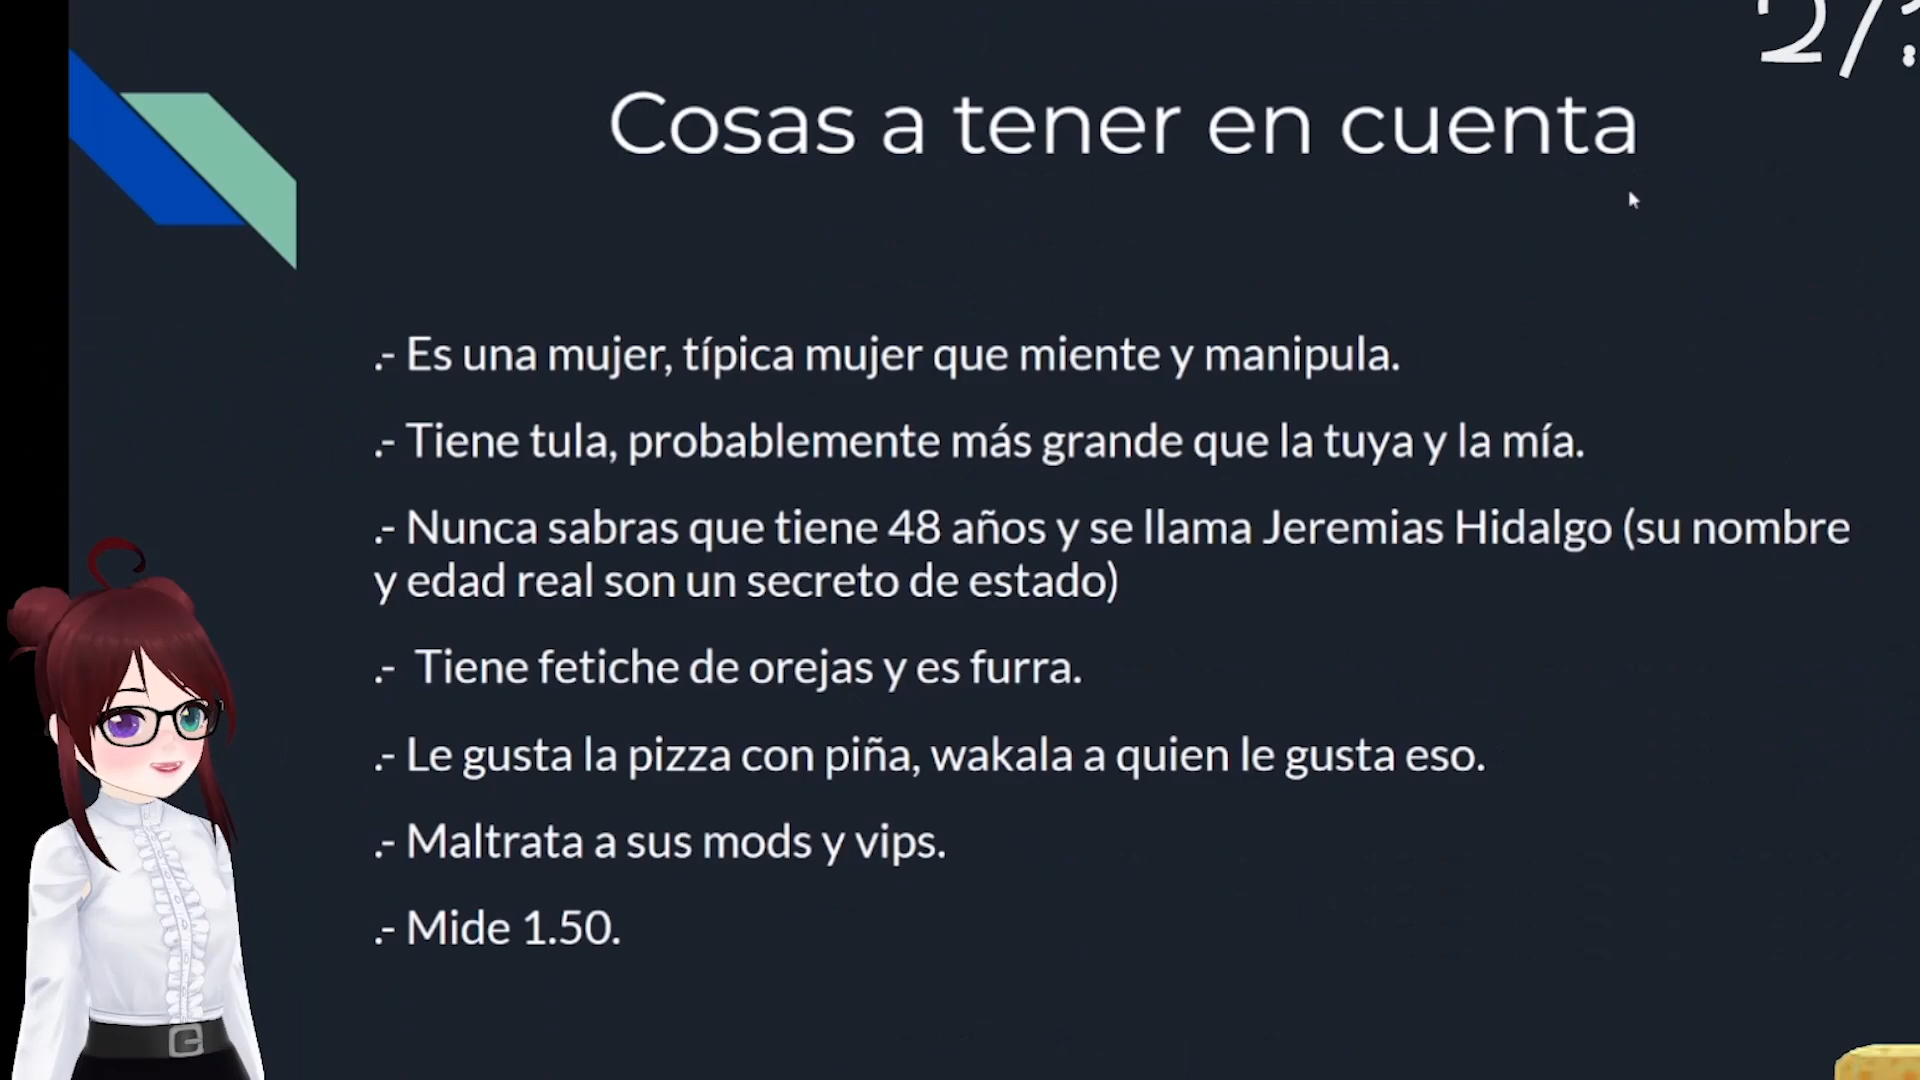 2/
Cosas a tener en cuenta
.- Es una mujer, típica mujer que miente y manipula.
.- Tiene tula, probablemente más grande que la tuya y la mía.
.- Nunca sabras que tiene 48 años y se llama Jeremias Hidalgo (su nombre
y edad real son un secreto de estado)
.- Tiene fetiche de orejas y es furra.
.- Le gusta la pizza con piña, wakala a quien le gusta eso.
.- Maltrata a sus mods y vips.
.- Mide 1.50.